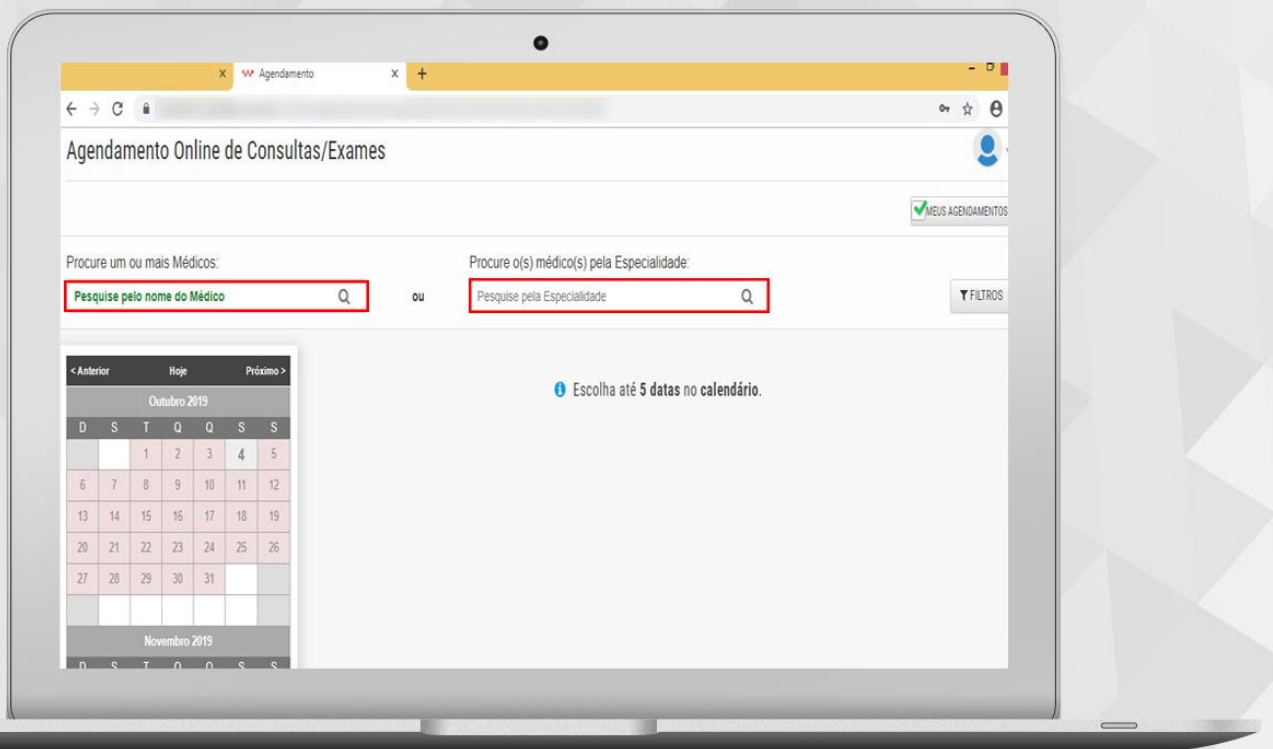 Agendamento
Agendamento Online de Consultas/Exames
MEUS AGENDAMENTOS
Procure um ou mais Médicos:
Procure o(s) médico(s) pela Especialidade:
Pesquise pelo nome do Médico
ou
Pesquise pela Especialidade
FILTROS
< Anterior Hoje Próximo >
Escolha até 5 datas no calendário.
Outubro 2019
D S T Q Q S S
1 2 3 4 5
6 7 8 9 10 11 12
13 14 15 16 17 18 19
20 21 22 23 24 25 26
27 28 29 30 31
Novembro 2019
D S T Q Q S S